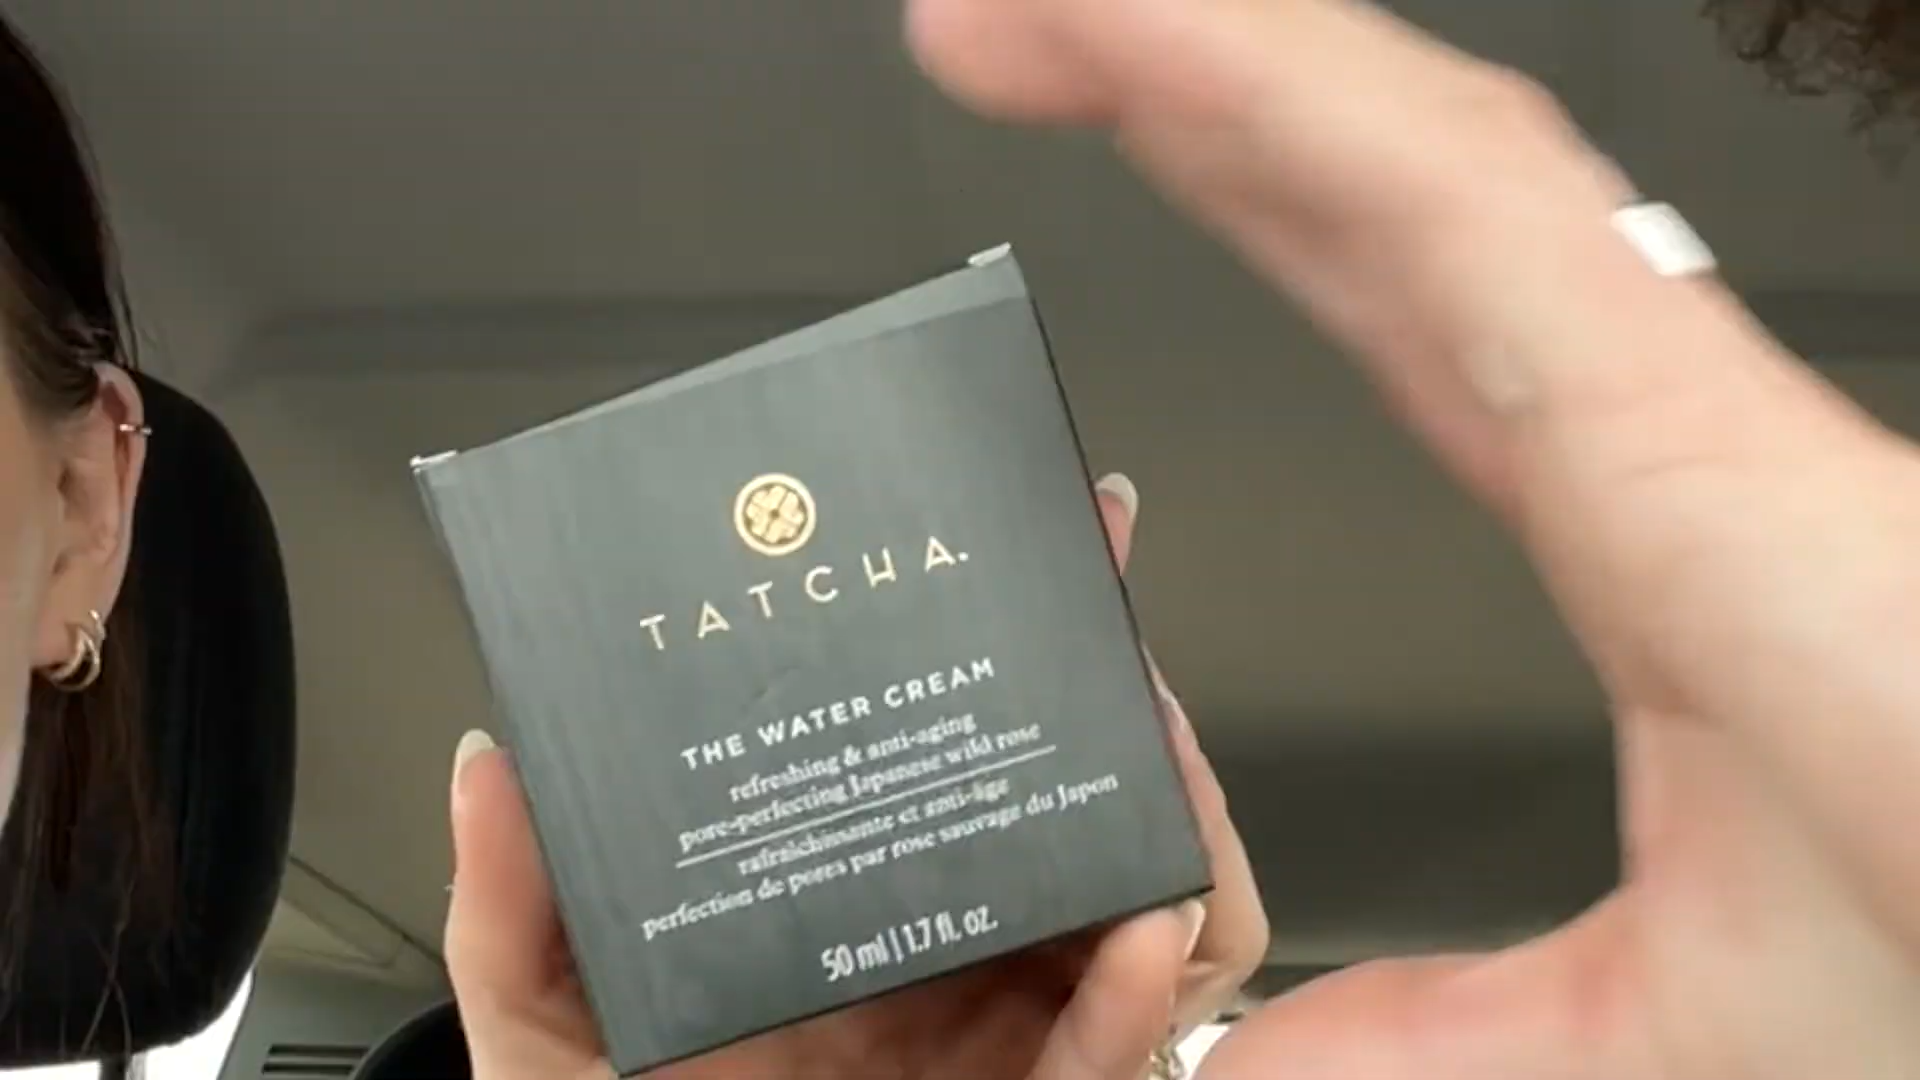 TATCHA.
THE WATER CREAM
refreshing & anti-aging
pore-perfecting Japanese wild rose
rafraîchissante et anti-âge
perfection de pores par rose sauvage du Japon
50 ml | 1.7 fl. oz.